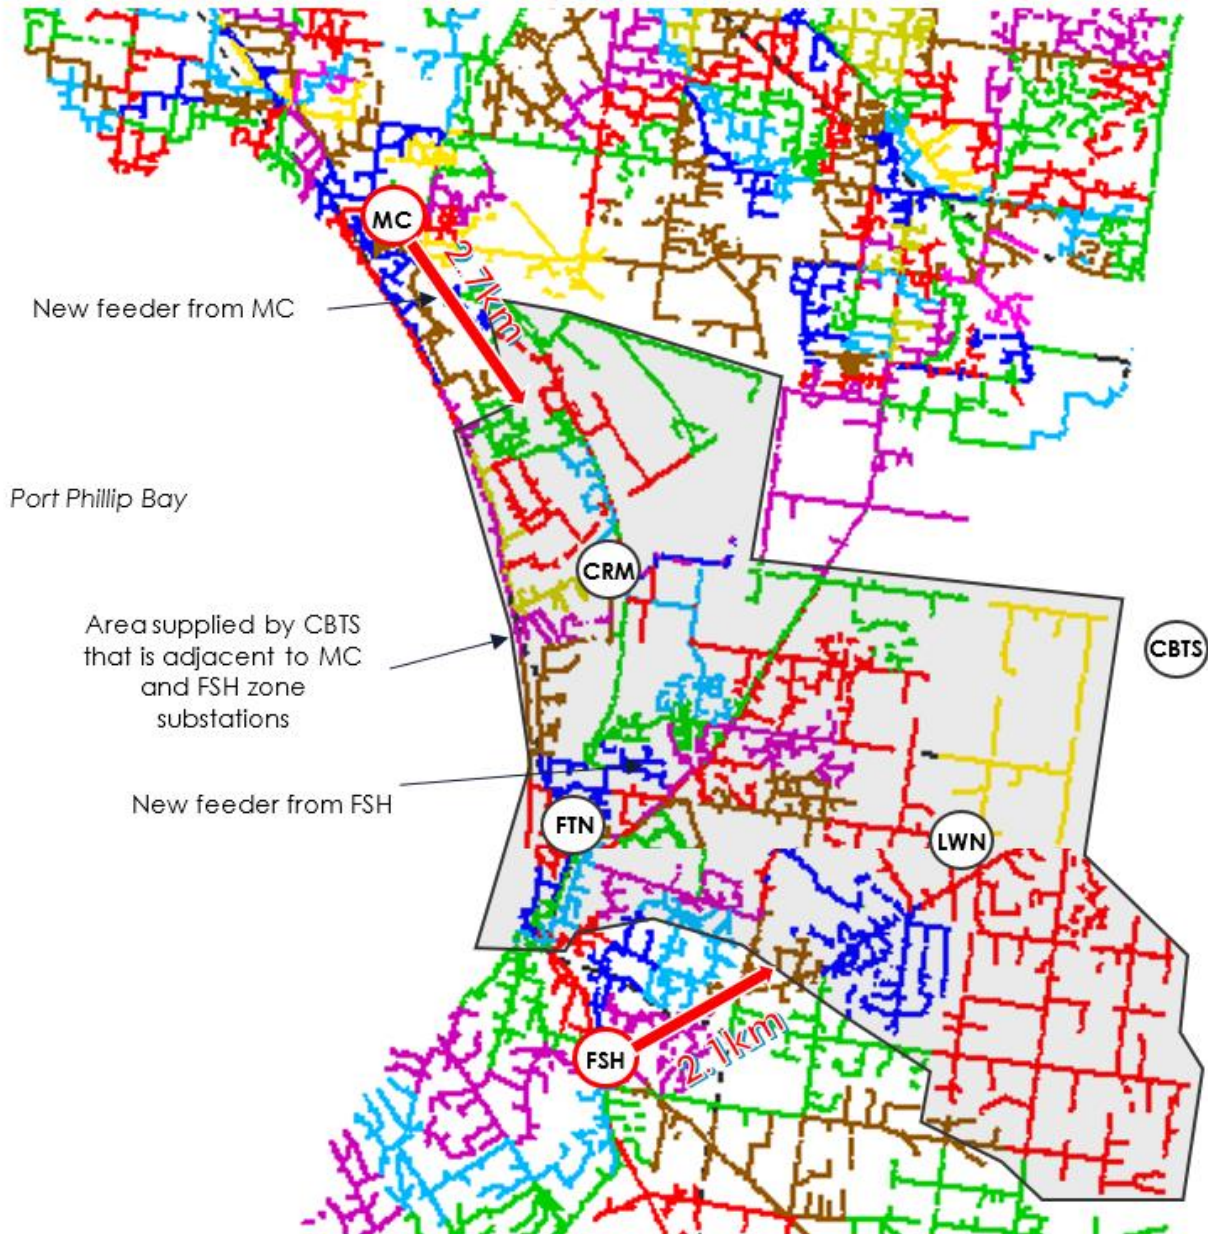 MC
2.7km
New feeder from MC
Port Phillip Bay
CRM
Area supplied by CBTS
that is adjacent to MC
and FSH zone
substations
CBTS
New feeder from FSH
FTN
LWN
FSH
2.1km